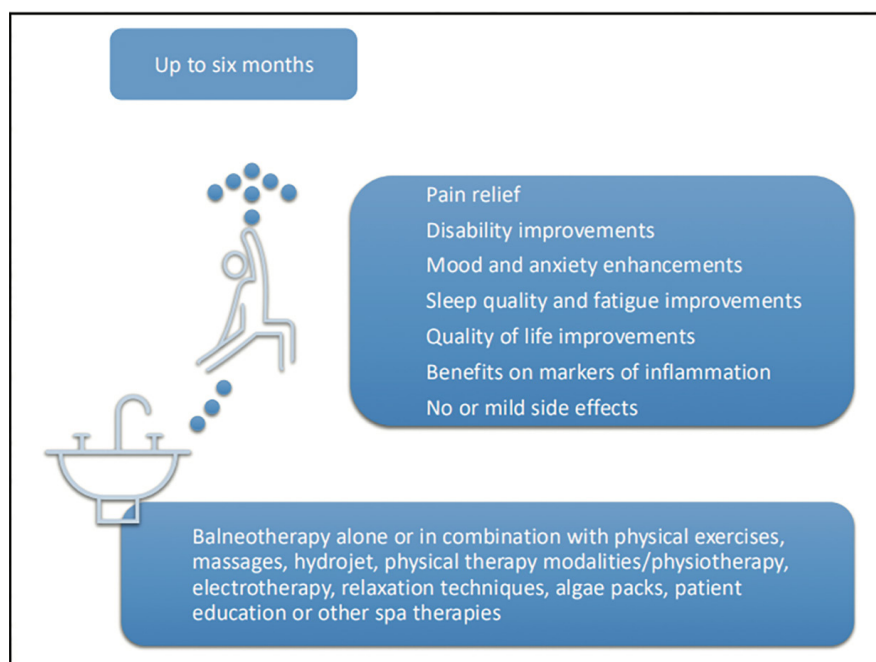 Up to six months
Pain relief
Disability improvements
Mood and anxiety enhancements
Sleep quality and fatigue improvements
Quality of life improvements
Benefits on markers of inflammation
No or mild side effects
Balneotherapy alone or in combination with physical exercises,
massages, hydrojet, physical therapy modalities/physiotherapy,
electrotherapy, relaxation techniques, algae packs, patient
education or other spa therapies